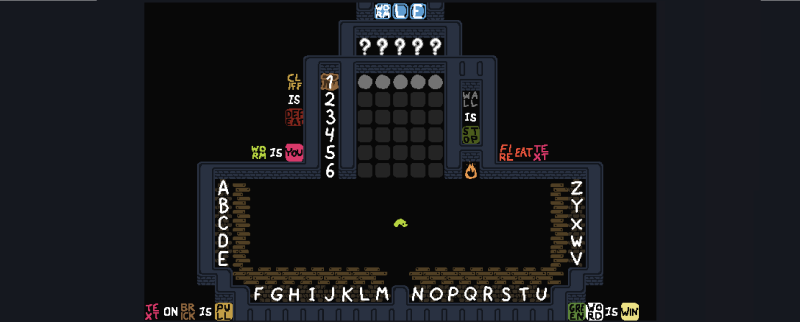 WORM L E
? ? ? ? ?
1
2
3
4
5
6
CLIFF IS DEFEAT
WALL IS STOP
WORM IS YOU
FIRE EAT TEXT
A
B
C
D
E
Z
Y
X
W
V
F G H I J K L M N O P Q R S T U
TEXT ON BRICK IS PULL
GREEN WORD IS WIN